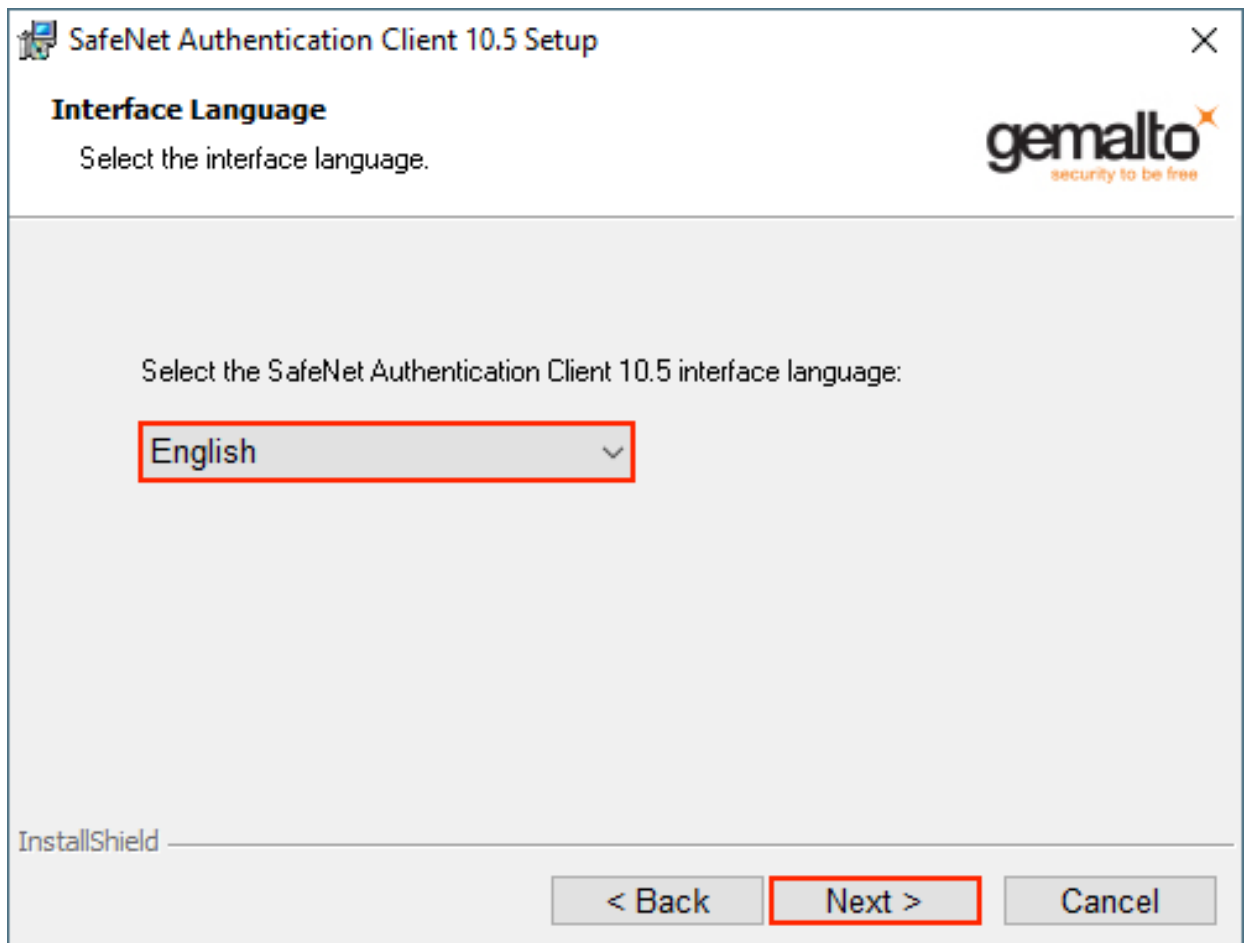 SafeNet Authentication Client 10.5 Setup
Interface Language
Select the interface language.
gemalto
security to be free
Select the SafeNet Authentication Client 10.5 interface language:
English
InstallShield
< Back
Next >
Cancel